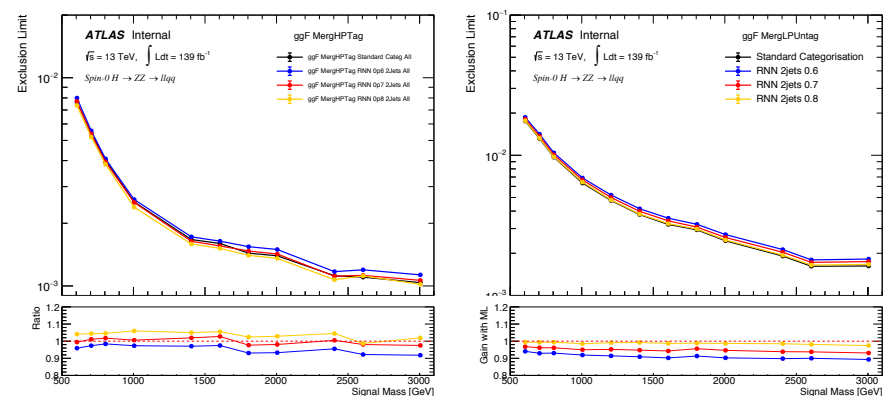 Exclusion Limit
10⁻²
10⁻³
ATLAS Internal
ggF MergHPTag
√s = 13 TeV, ∫ Ldt = 139 fb⁻¹
Spin-0 H → ZZ → llqq
ggF MergHPTag Standard Categ All
ggF MergHPTag RNN 0p6 2Jets All
ggF MergHPTag RNN 0p7 2Jets All
ggF MergHPTag RNN 0p8 2Jets All
Ratio
1.2
1.1
1
0.9
0.8
500 1000 1500 2000 2500 3000
Signal Mass [GeV]
Exclusion Limit
10⁻¹
10⁻²
10⁻³
ATLAS Internal
ggF MergLPUntag
√s = 13 TeV, ∫ Ldt = 139 fb⁻¹
Spin-0 H → ZZ → llqq
Standard Categorisation
RNN 2jets 0.6
RNN 2jets 0.7
RNN 2jets 0.8
Gain with ML
1.2
1.1
1
0.9
0.8
500 1000 1500 2000 2500 3000
Signal Mass [GeV]